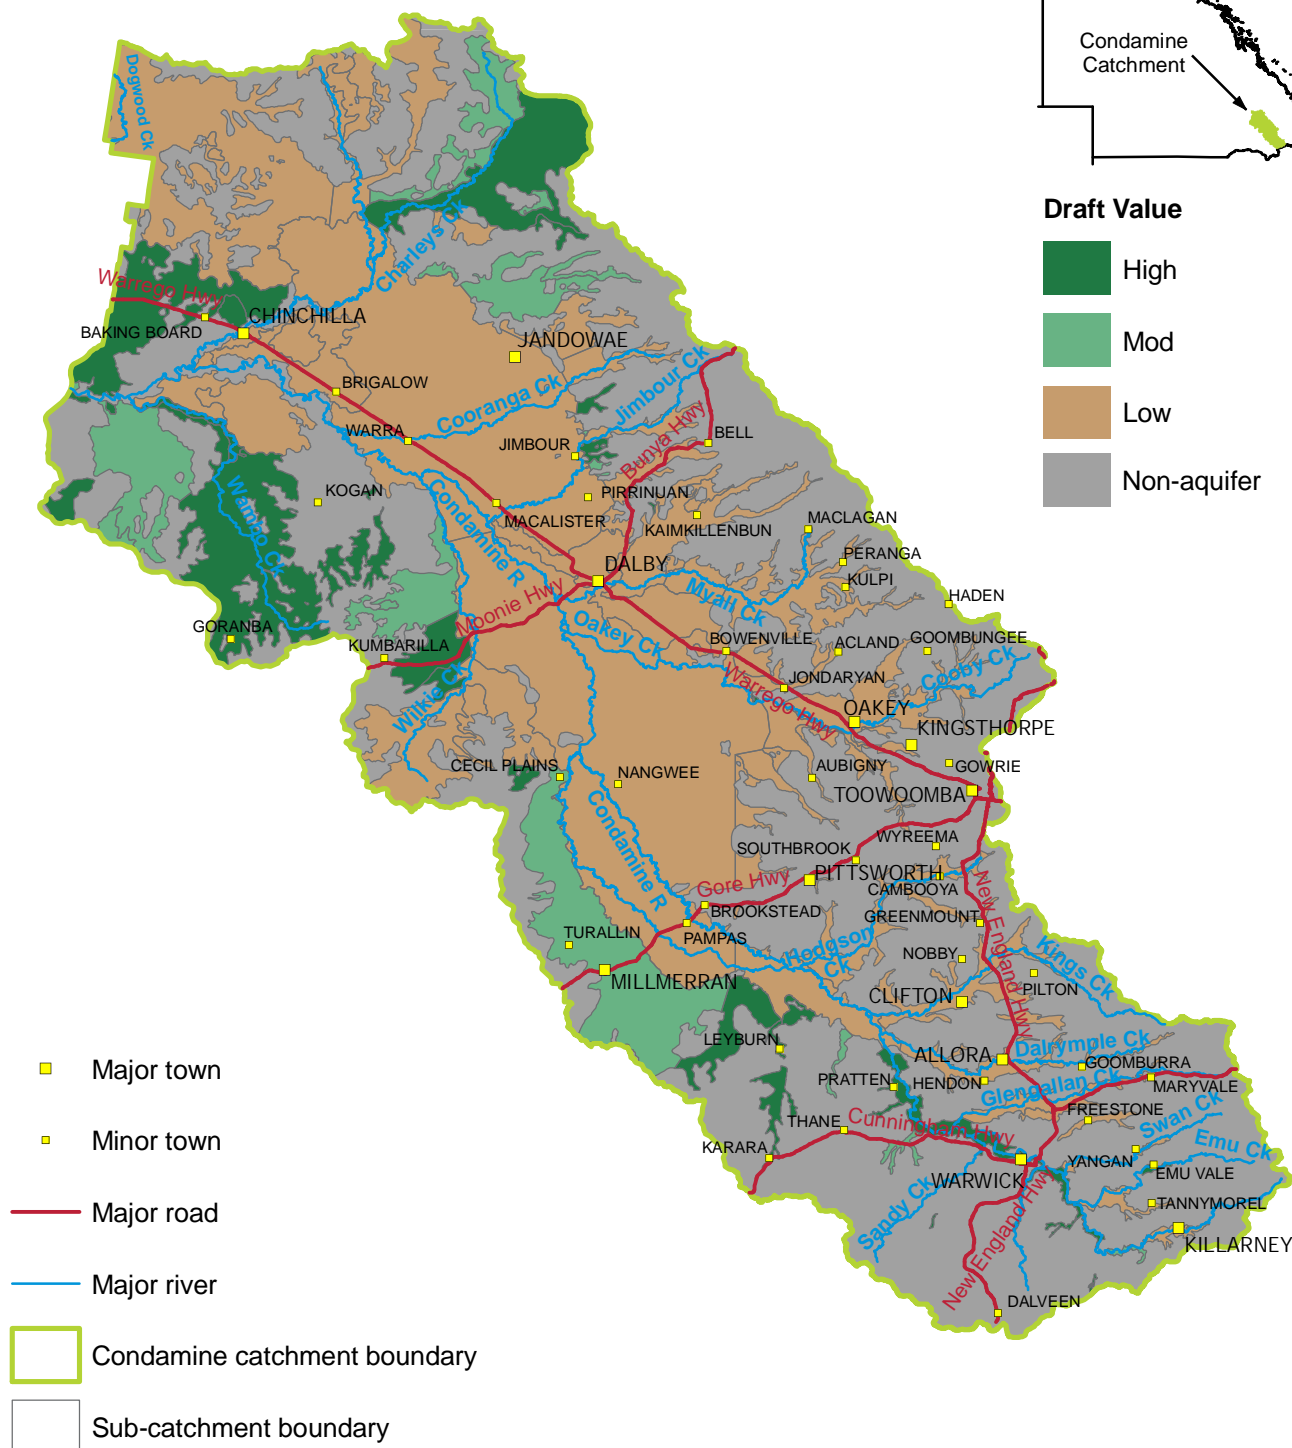 Condamine
Catchment
Dogwood Ck
Draft Value
High
Mod
Low
Non-aquifer
Charleys Ck
Warrego Hwy
CHINCHILLA
BAKING BOARD
JANDOWAE
BRIGALOW
Cooranga Ck
Jimbour Ck
WARRA
JIMBOUR
Bunya Hwy
BELL
KOGAN
Wambo Ck
Condamine R
PIRRINUAN
MACALISTER
KAIMKILLENBUN
MACLAGAN
PERANGA
DALBY
KULPI
Myall Ck
HADEN
Moonie Hwy
Oakey Ck
GORANBA
KUMBARILLA
BOWENVILLE
ACLAND
GOOMBUNGEE
Cooby Ck
Wilkie Ck
JONDARYAN
Warrego Hwy
OAKEY
KINGSTHORPE
CECIL PLAINS
NANGWEE
AUBIGNY
GOWRIE
TOOWOOMBA
Condamine R
WYREEMA
SOUTHBROOK
PITTSWORTH
Gore Hwy
CAMBOOYA
New England Hwy
BROOKSTEAD
GREENMOUNT
TURALLIN
PAMPAS
Hodgson
Ck
NOBBY
Kings Ck
MILLMERRAN
PILTON
CLIFTON
LEYBURN
ALLORA
Dalrymple Ck
GOOMBURRA
PRATTEN
HENDON
Glengallan Ck
MARYVALE
THANE
Cunningham Hwy
FREESTONE
Swan Ck
Emu Ck
KARARA
YANGAN
EMU VALE
WARWICK
Sandy Ck
TANNYMOREL
New England Hwy
KILLARNEY
DALVEEN
Major town
Minor town
Major road
Major river
Condamine catchment boundary
Sub-catchment boundary